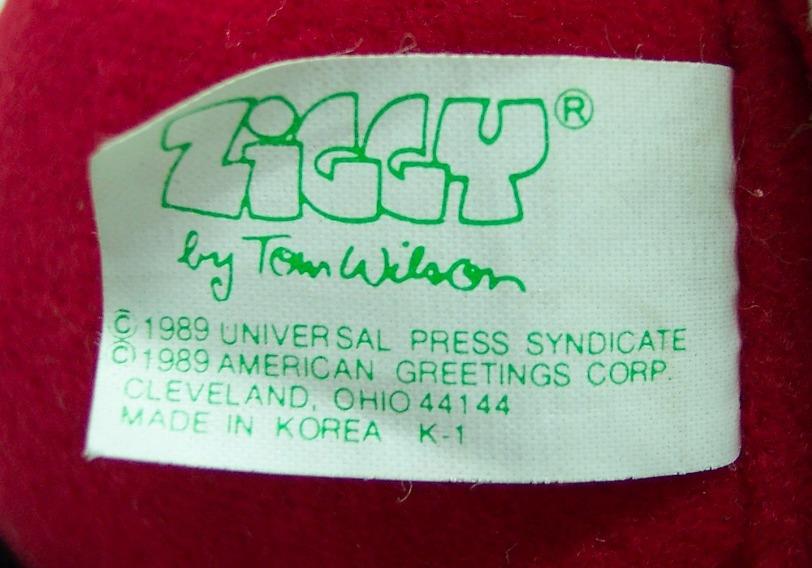 ZiGGY®
by Tom Wilson
© 1989 UNIVERSAL PRESS SYNDICATE
© 1989 AMERICAN GREETINGS CORP.
CLEVELAND, OHIO 44144
MADE IN KOREA K-1